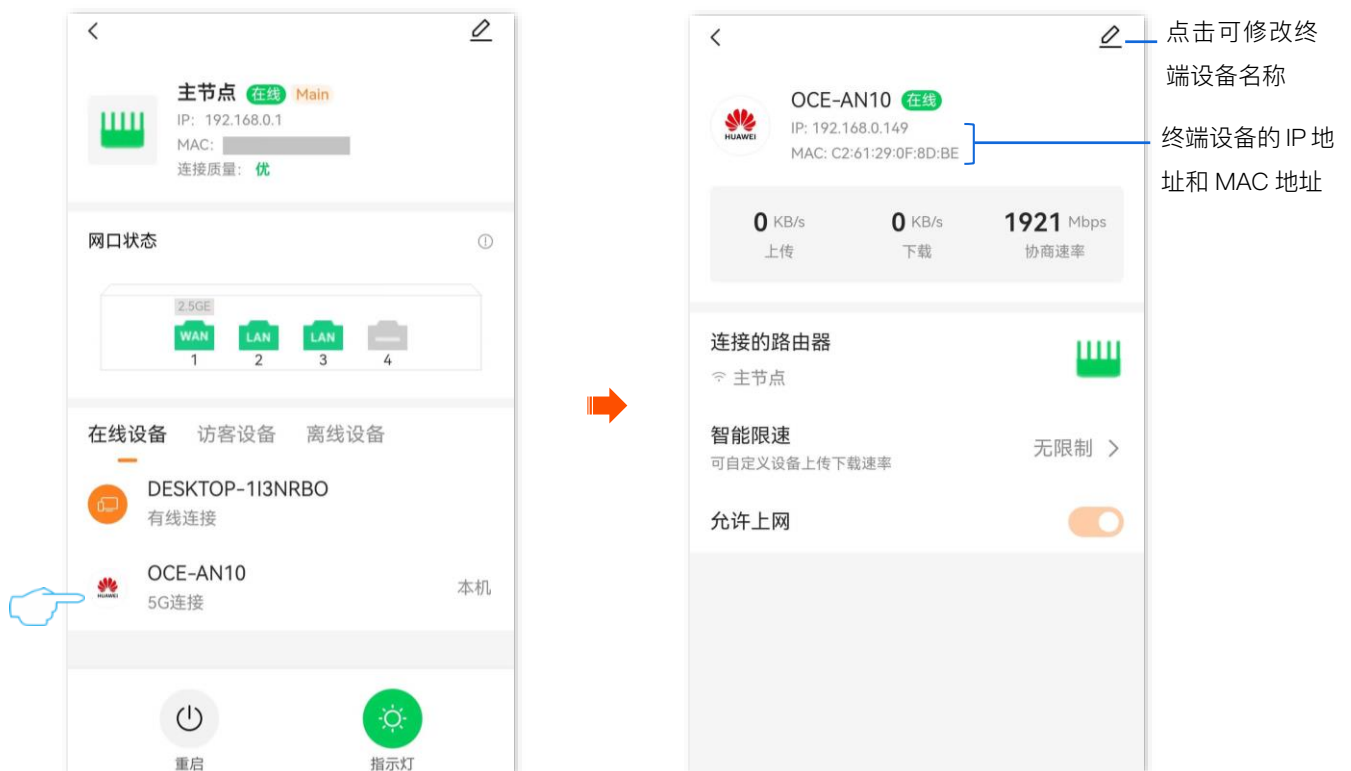 主节点 在线 Main
IP: 192.168.0.1
MAC:
连接质量: 优
网口状态
2.5GE
WAN LAN LAN
1 2 3 4
在线设备 访客设备 离线设备
DESKTOP-1I3NRBO
有线连接
HUAWEI
OCE-AN10
5G连接
本机
重启 指示灯
OCE-AN10 在线
HUAWEI
IP: 192.168.0.149
MAC: C2:61:29:0F:8D:BE
0 KB/s 0 KB/s 1921 Mbps
上传 下载 协商速率
连接的路由器
主节点
智能限速
可自定义设备上传下载速率
无限制
允许上网
点击可修改终
端设备名称
终端设备的 IP 地
址和 MAC 地址